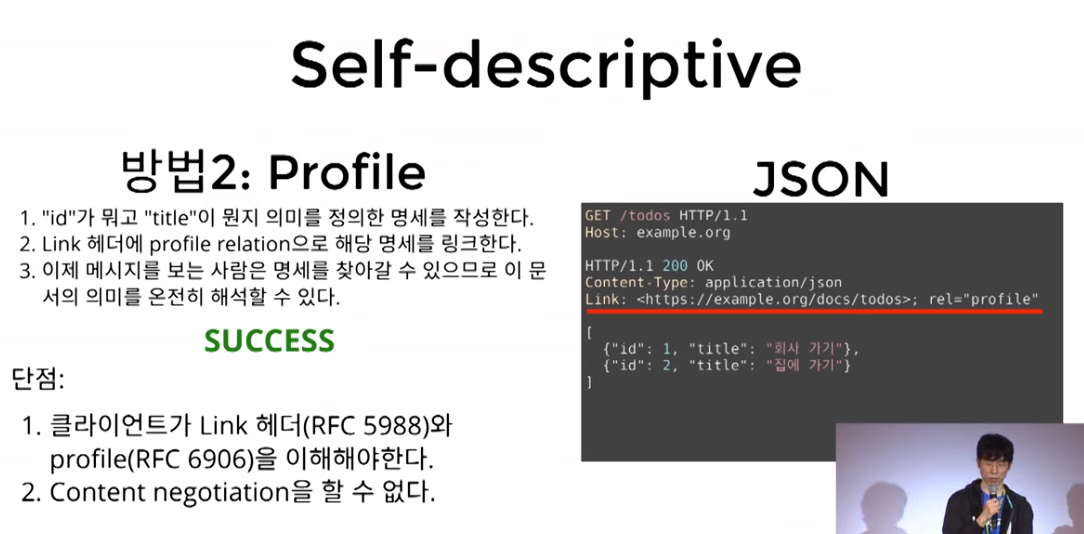 Self-descriptive
방법2: Profile
1. "id"가 뭐고 "title"이 뭔지 의미를 정의한 명세를 작성한다.
2. Link 헤더에 profile relation으로 해당 명세를 링크한다.
3. 이제 메시지를 보는 사람은 명세를 찾아갈 수 있으므로 이 문
서의 의미를 온전히 해석할 수 있다.
SUCCESS
단점:
1. 클라이언트가 Link 헤더(RFC 5988)와
profile(RFC 6906)을 이해해야한다.
2. Content negotiation을 할 수 없다.
JSON
GET /todos HTTP/1.1
Host: example.org
HTTP/1.1 200 OK
Content-Type: application/json
Link: <https://example.org/docs/todos>; rel="profile"
[
{"id": 1, "title": "회사 가기"},
{"id": 2, "title": "집에 가기"}
]